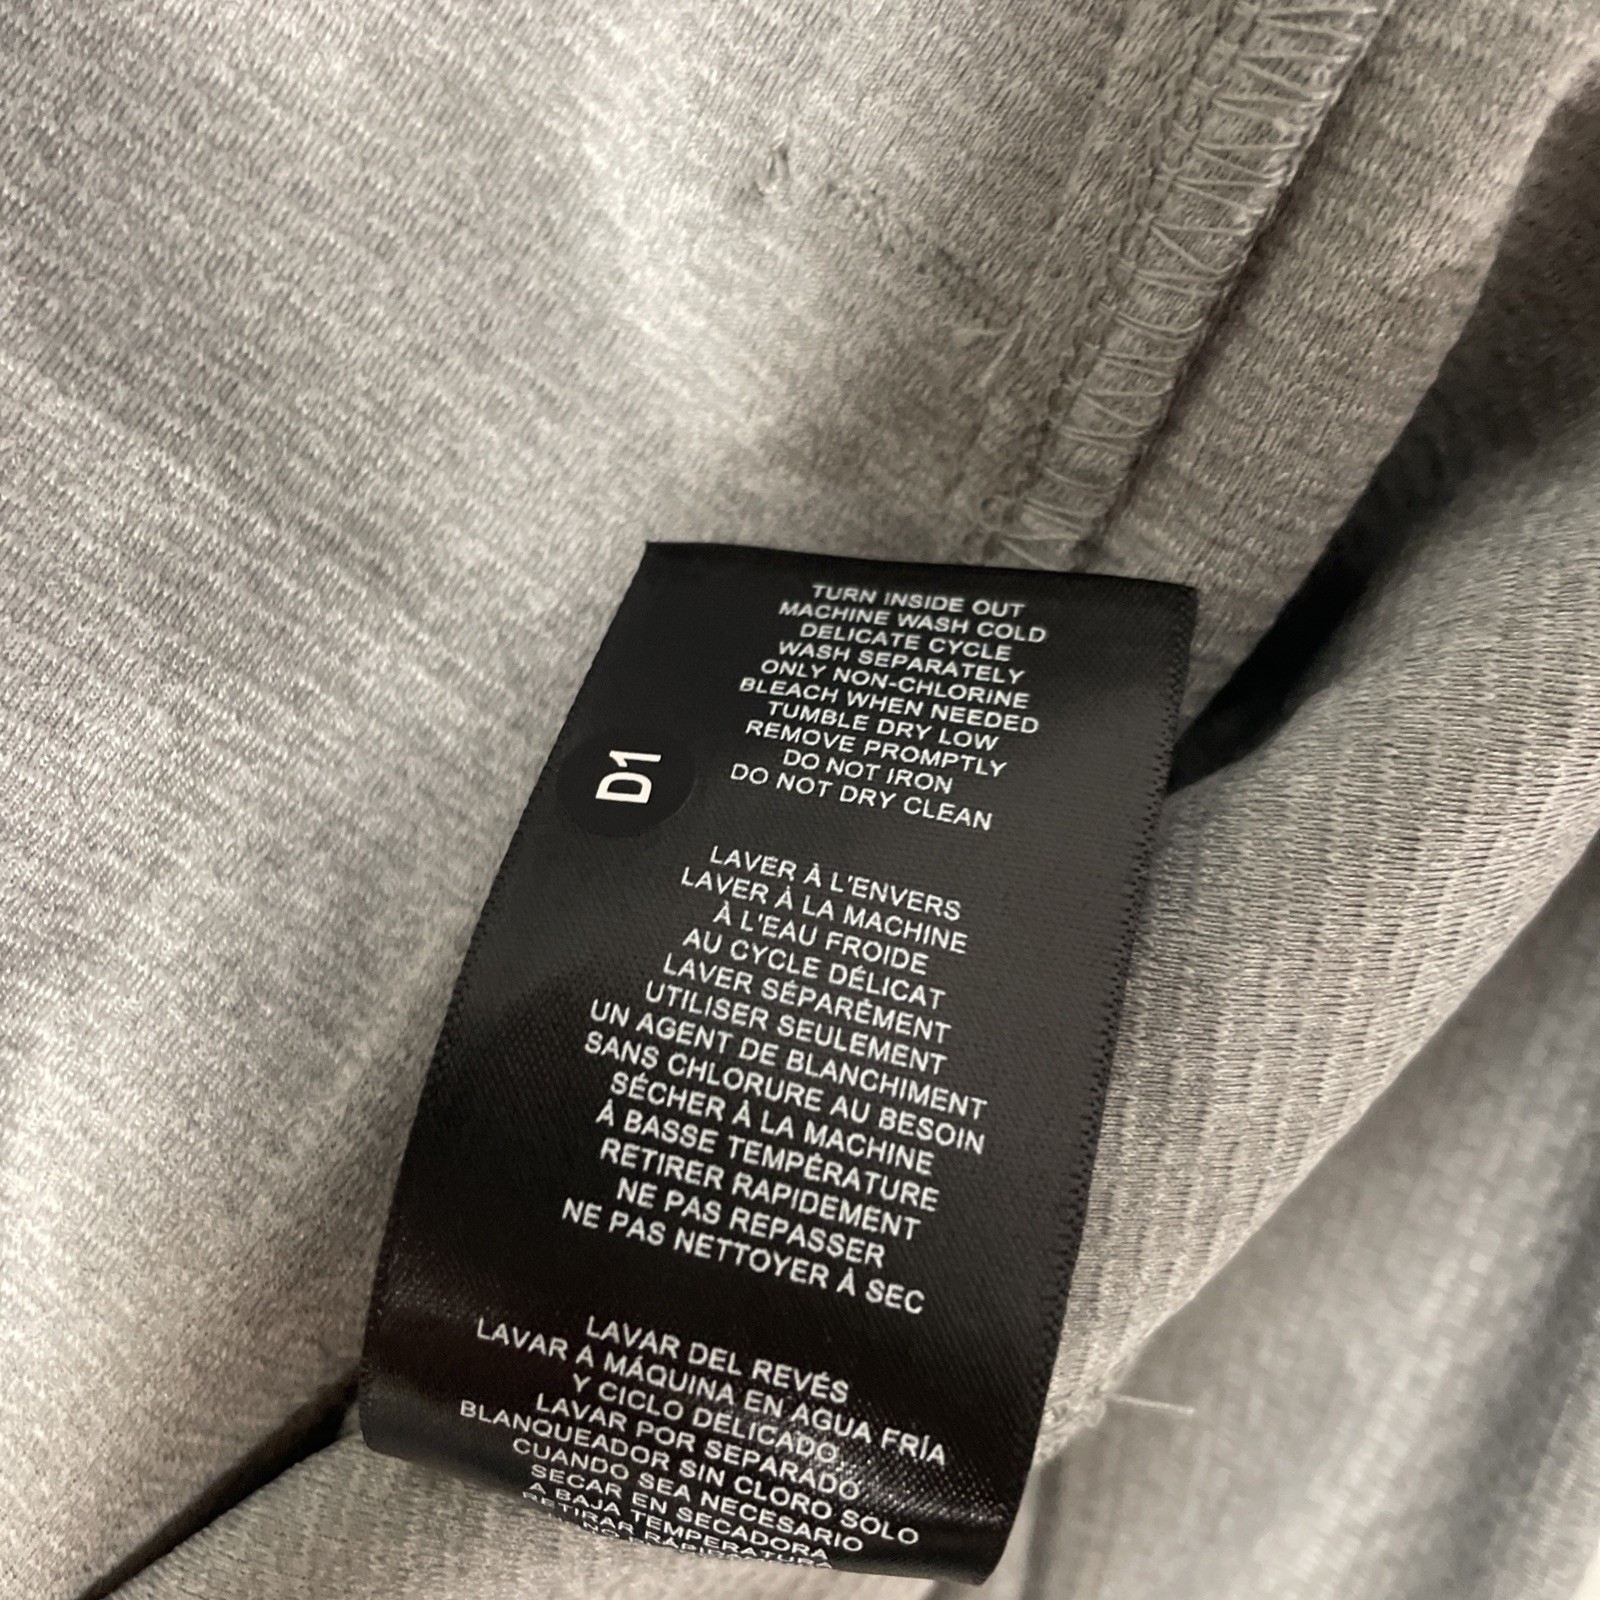 TURN INSIDE OUT
MACHINE WASH COLD
DELICATE CYCLE
WASH SEPARATELY
ONLY NON-CHLORINE
BLEACH WHEN NEEDED
TUMBLE DRY LOW
REMOVE PROMPTLY
DO NOT IRON
DO NOT DRY CLEAN
D1
LAVER À L'ENVERS
LAVER À LA MACHINE
À L'EAU FROIDE
AU CYCLE DÉLICAT
LAVER SÉPARÉMENT
UTILISER SEULEMENT
UN AGENT DE BLANCHIMENT
SANS CHLORURE AU BESOIN
SÉCHER À LA MACHINE
À BASSE TEMPÉRATURE
RETIRER RAPIDEMENT
NE PAS REPASSER
NE PAS NETTOYER À SEC
LAVAR DEL REVÉS
LAVAR A MÁQUINA EN AGUA FRÍA
Y CICLO DELICADO,
LAVAR POR SEPARADO
BLANQUEADOR SIN CLORO SOLO
CUANDO SEA NECESARIO
SECAR EN SECADORA
A BAJA TEMPERATURA
RETIRAR
NO